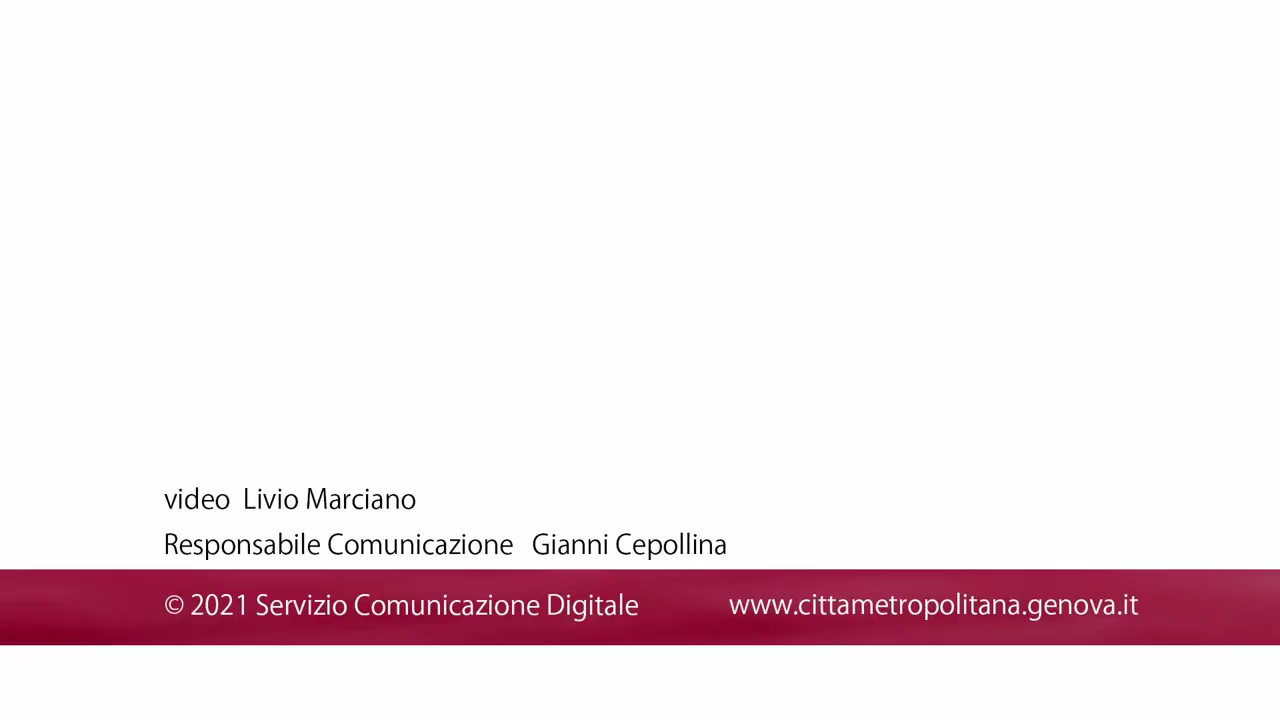 video Livio Marciano
Responsabile Comunicazione Gianni Cepollina
© 2021 Servizio Comunicazione Digitale www.cittametropolitana.genova.it